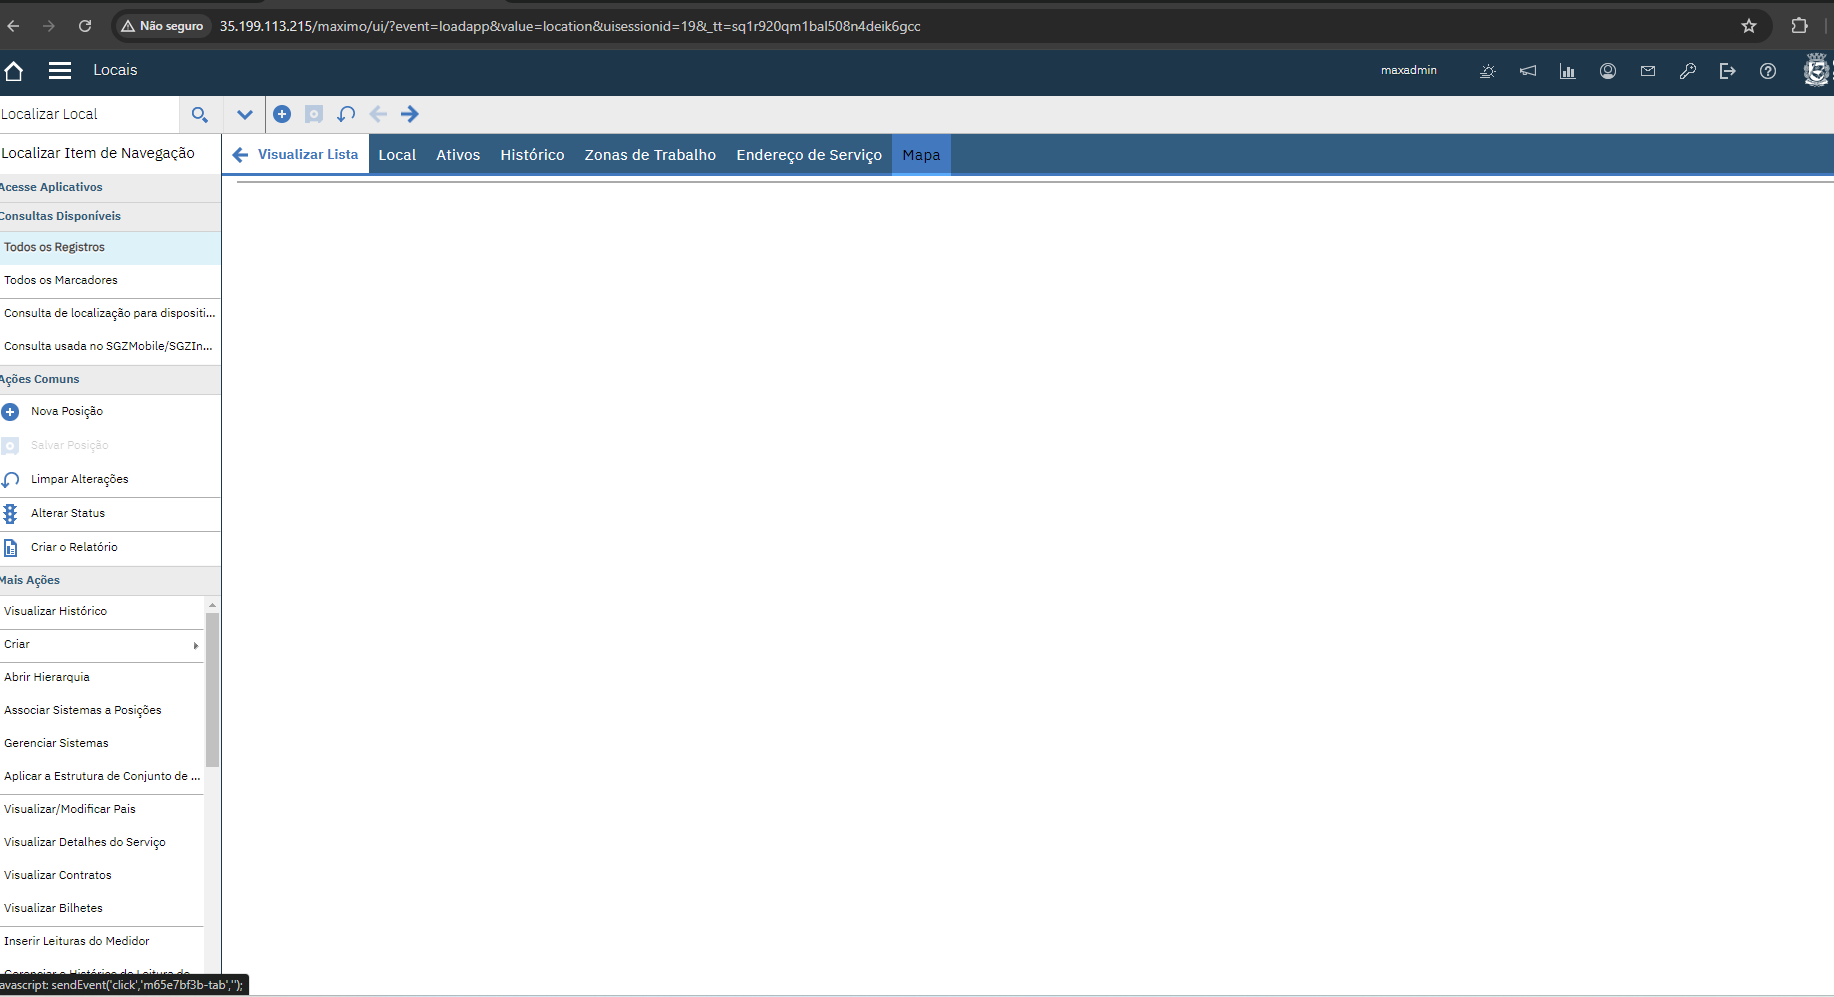 Não seguro
35.199.113.215/maximo/ui/?event=loadapp&value=location&uisessionid=19&_tt=sq1r920qm1bal508n4deik6gcc
Locais
maxadmin
Localizar Local
Localizar Item de Navegação
Visualizar Lista
Local
Ativos
Histórico
Zonas de Trabalho
Endereço de Serviço
Mapa
Acesse Aplicativos
Consultas Disponíveis
Todos os Registros
Todos os Marcadores
Consulta de localização para dispositi...
Consulta usada no SGZMobile/SGZIn...
Ações Comuns
Nova Posição
Salvar Posição
Limpar Alterações
Alterar Status
Criar o Relatório
Mais Ações
Visualizar Histórico
Criar
Abrir Hierarquia
Associar Sistemas a Posições
Gerenciar Sistemas
Aplicar a Estrutura de Conjunto de ...
Visualizar/Modificar Pais
Visualizar Detalhes do Serviço
Visualizar Contratos
Visualizar Bilhetes
Inserir Leituras do Medidor
Gerenciar o Histórico de Leitura do
avascript: sendEvent('click','m65e7bf3b-tab','');